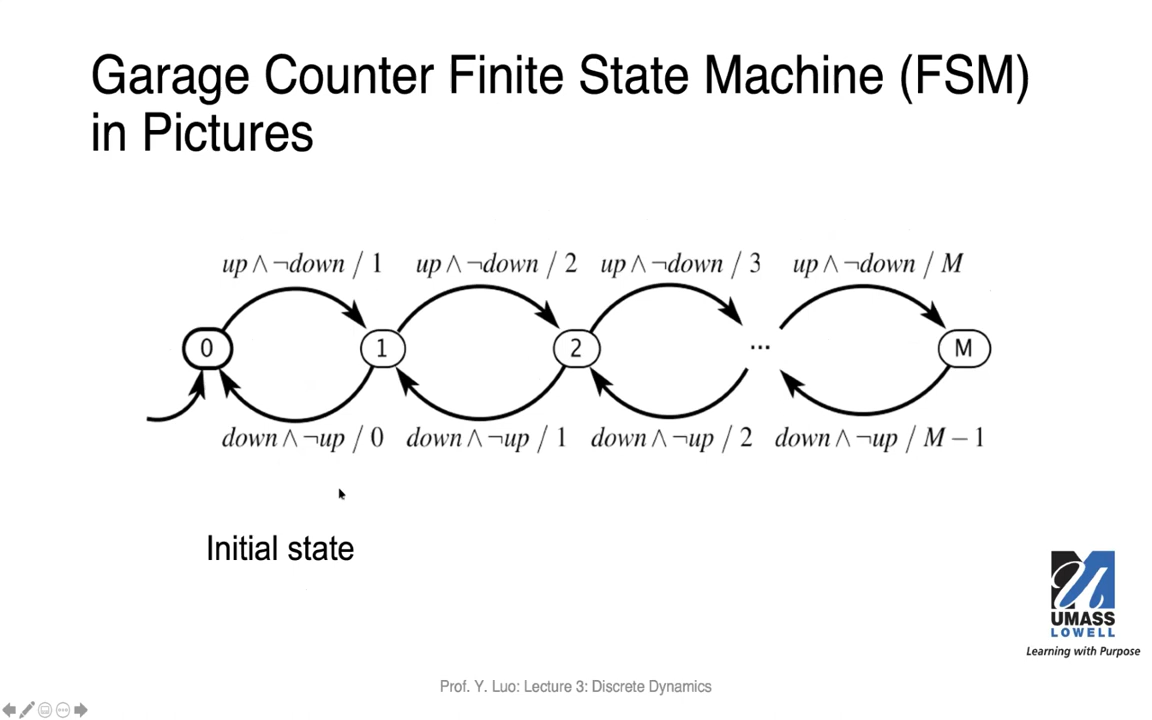 Garage Counter Finite State Machine (FSM)
in Pictures
up ∧ ¬down / 1 up ∧ ¬down / 2 up ∧ ¬down / 3 up ∧ ¬down / M
0 1 2 ... M
down ∧ ¬up / 0 down ∧ ¬up / 1 down ∧ ¬up / 2 down ∧ ¬up / M – 1
Initial state
UMASS
LOWELL
Learning with Purpose
Prof. Y. Luo: Lecture 3: Discrete Dynamics